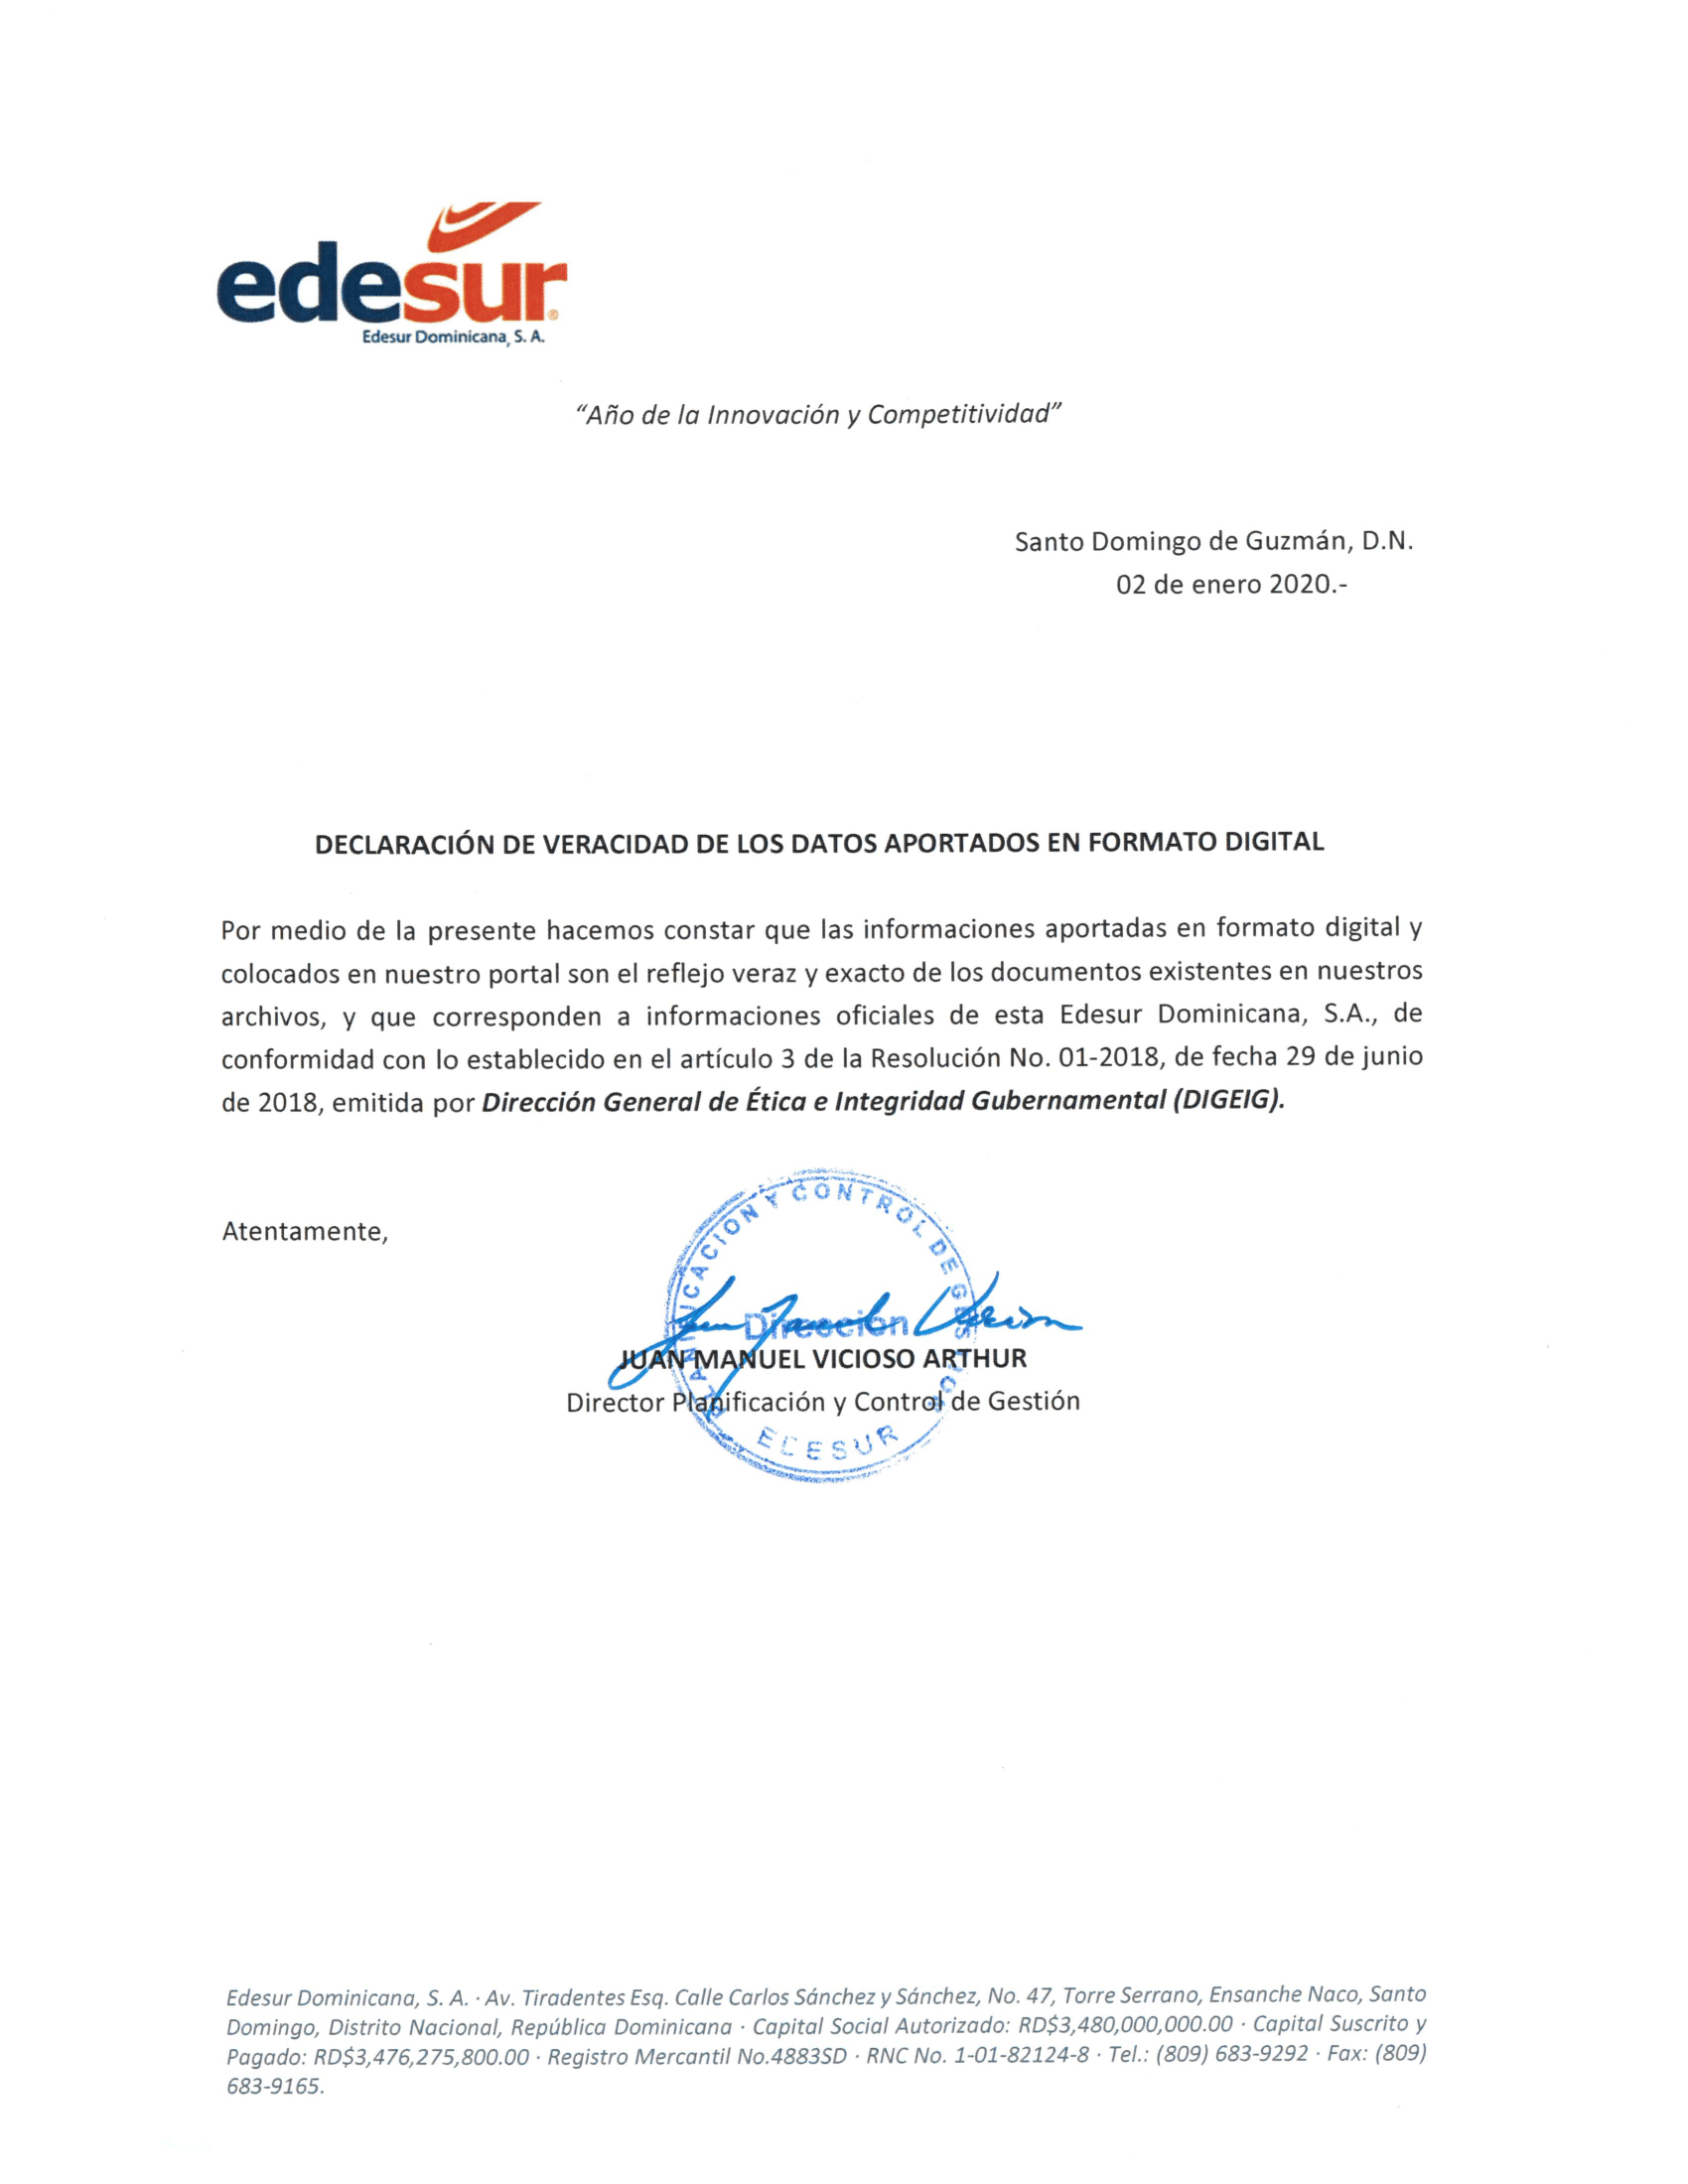 edesur
Edesur Dominicana, S. A.
“Año de la Innovación y Competitividad”
Santo Domingo de Guzmán, D.N.
02 de enero 2020.-
DECLARACIÓN DE VERACIDAD DE LOS DATOS APORTADOS EN FORMATO DIGITAL
Por medio de la presente hacemos constar que las informaciones aportadas en formato digital y
colocados en nuestro portal son el reflejo veraz y exacto de los documentos existentes en nuestros
archivos, y que corresponden a informaciones oficiales de esta Edesur Dominicana, S.A., de
conformidad con lo establecido en el artículo 3 de la Resolución No. 01-2018, de fecha 29 de junio
de 2018, emitida por Dirección General de Ética e Integridad Gubernamental (DIGEIG).
Atentamente,
PLANIFICACION Y CONTROL DE GESTION
Dirección
JUAN MANUEL VICIOSO ARTHUR
Director Planificación y Control de Gestión
EDESUR
Edesur Dominicana, S. A. · Av. Tiradentes Esq. Calle Carlos Sánchez y Sánchez, No. 47, Torre Serrano, Ensanche Naco, Santo
Domingo, Distrito Nacional, República Dominicana · Capital Social Autorizado: RD$3,480,000,000.00 · Capital Suscrito y
Pagado: RD$3,476,275,800.00 · Registro Mercantil No.4883SD · RNC No. 1-01-82124-8 · Tel.: (809) 683-9292 · Fax: (809)
683-9165.